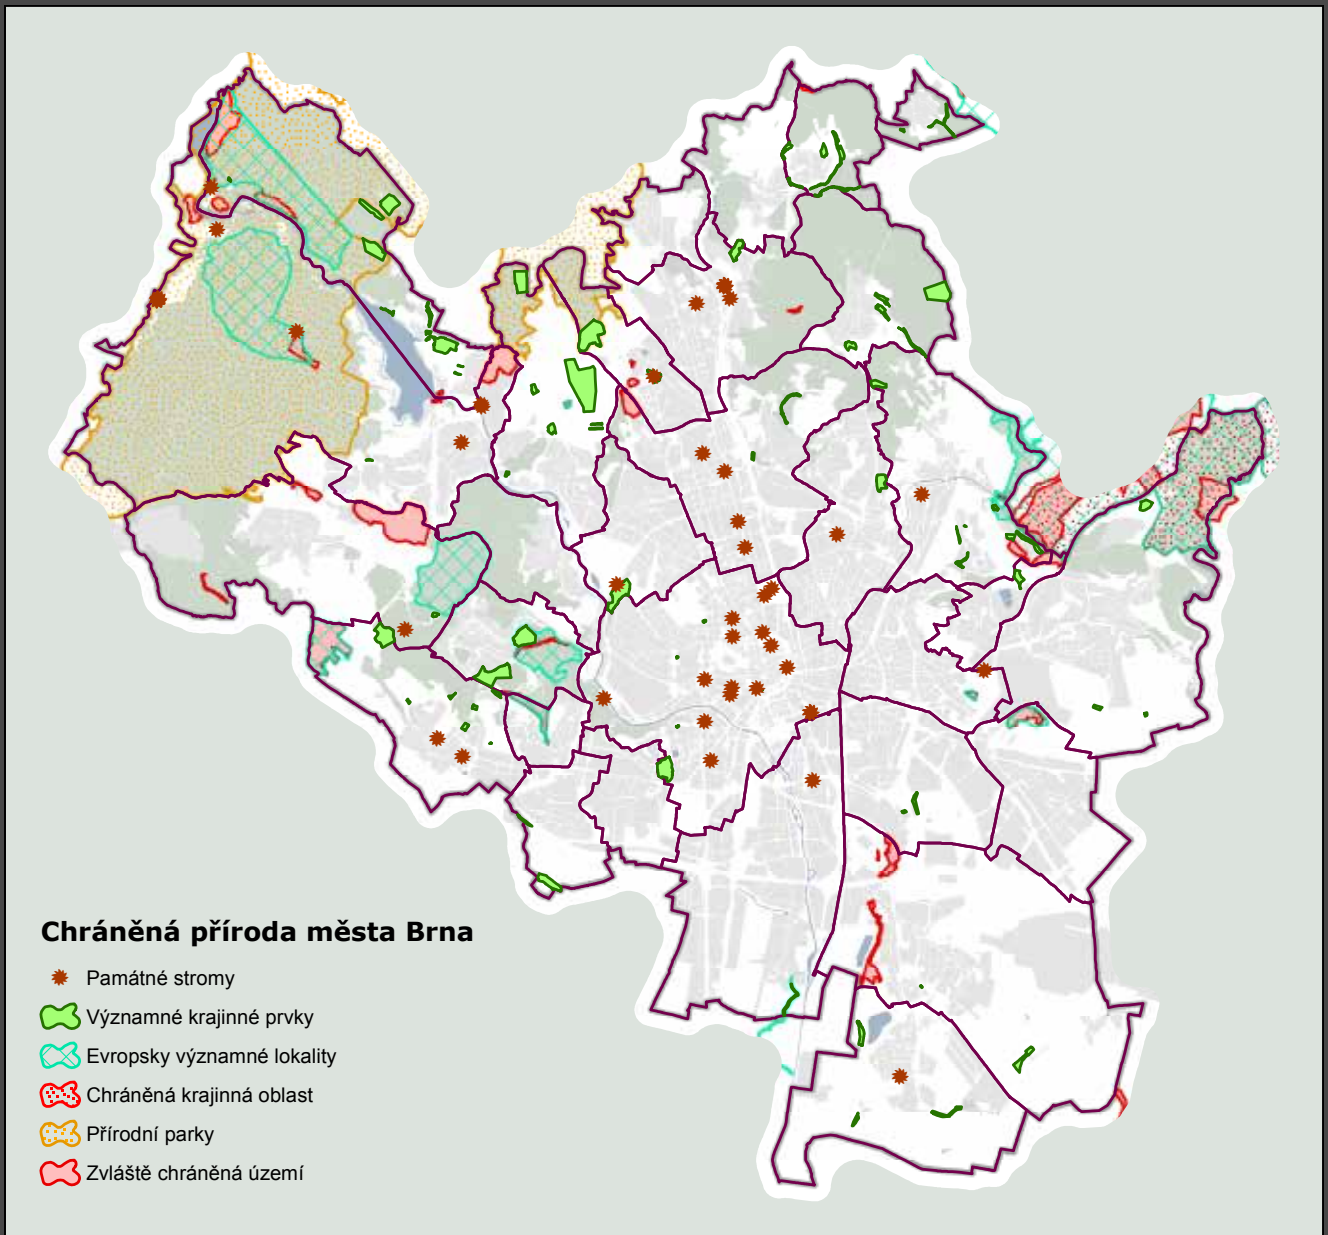 Chráněná příroda města Brna
Památné stromy
Významné krajinné prvky
Evropsky významné lokality
Chráněná krajinná oblast
Přírodní parky
Zvláště chráněná území